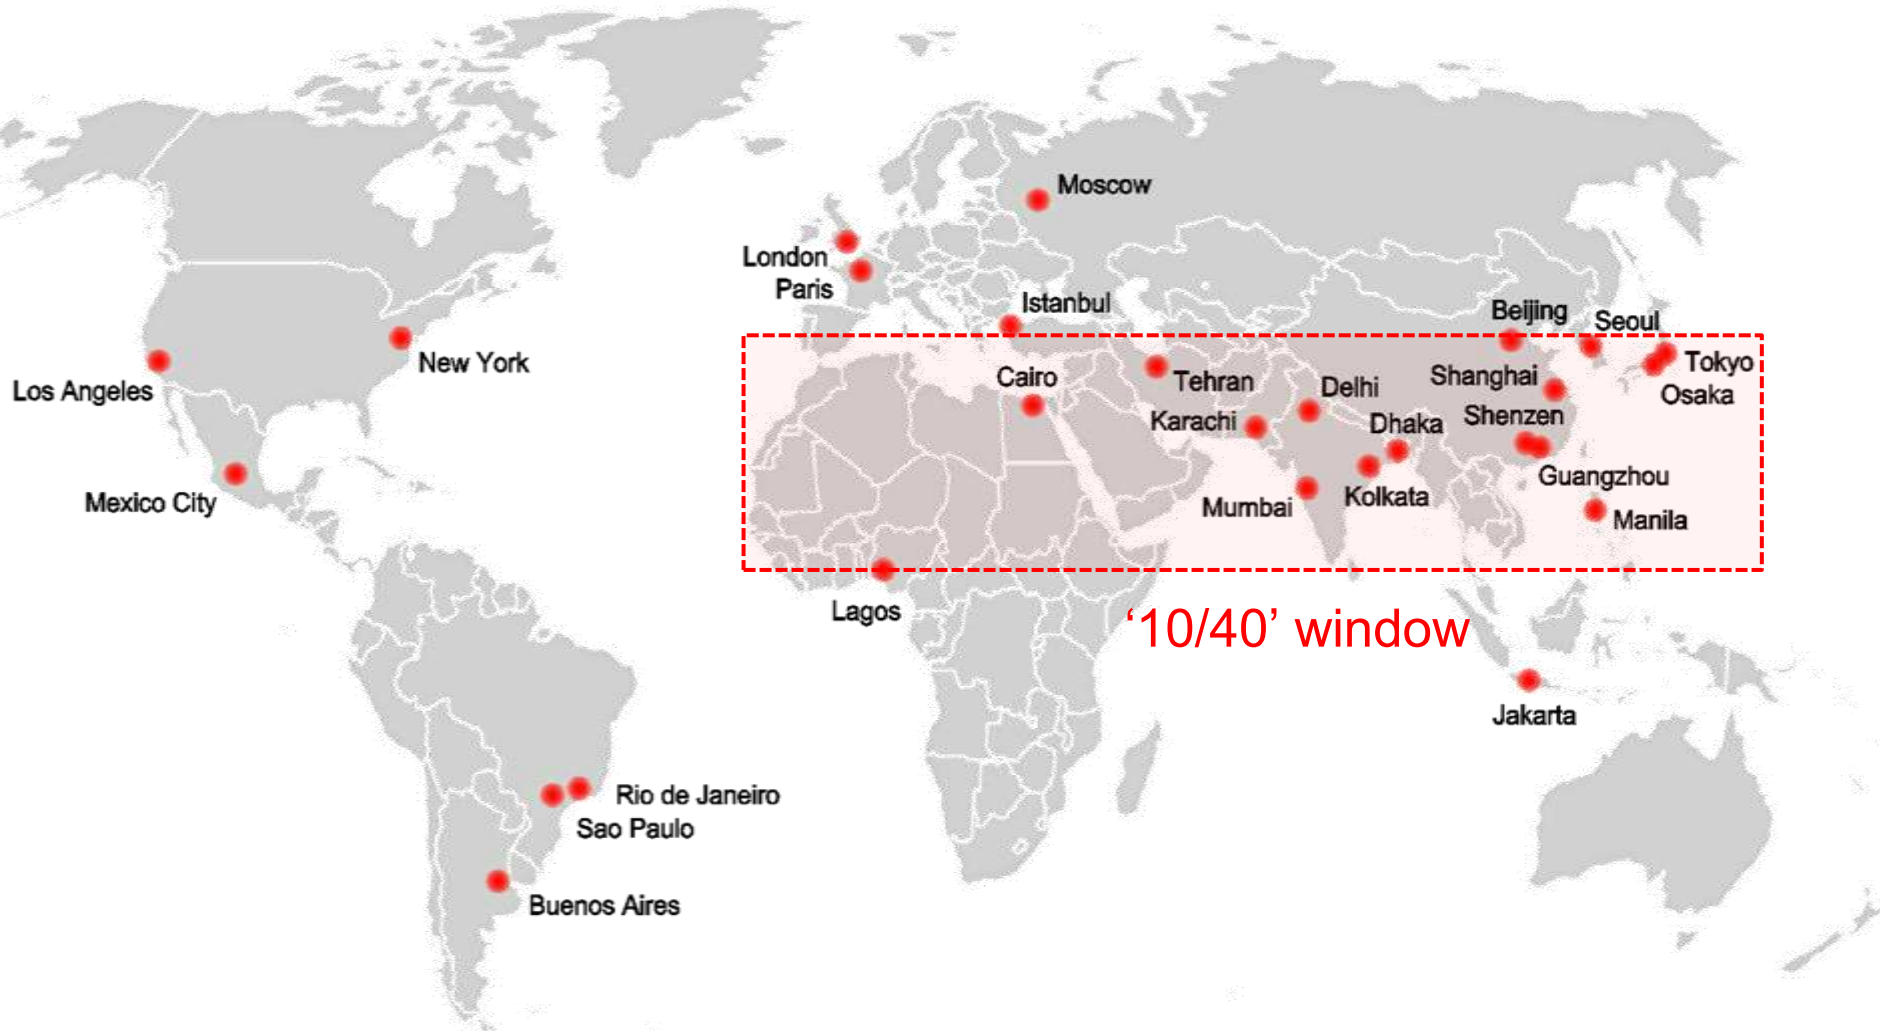 Moscow
London
Paris
Istanbul
Beijing
Seoul
New York
Los Angeles
Cairo
Tehran
Delhi
Shanghai
Tokyo
Osaka
Karachi
Dhaka
Shenzen
Mexico City
Mumbai
Kolkata
Guangzhou
Manila
Lagos
‘10/40’ window
Jakarta
Rio de Janeiro
Sao Paulo
Buenos Aires